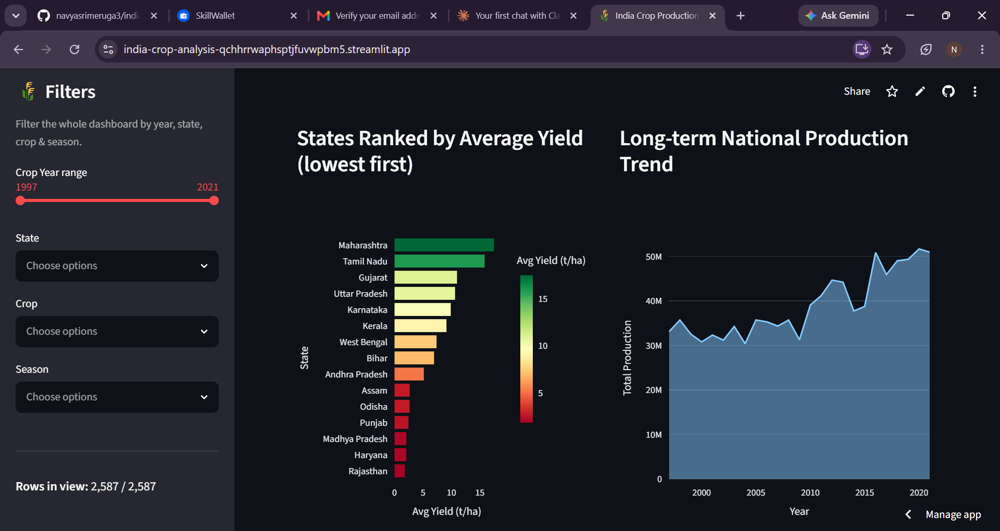 navyasrimeruga3/indi
SkillWallet
Verify your email addr
Your first chat with Cla
India Crop Production
Ask Gemini
india-crop-analysis-qchhrrwaphsptjfuvwpbm5.streamlit.app
N
Filters
Filter the whole dashboard by year, state,
crop & season.
Crop Year range
1997 2021
State
Choose options
Crop
Choose options
Season
Choose options
Rows in view: 2,587 / 2,587
Share
States Ranked by Average Yield
(lowest first)
State
Maharashtra
Tamil Nadu
Gujarat
Uttar Pradesh
Karnataka
Kerala
West Bengal
Bihar
Andhra Pradesh
Assam
Odisha
Punjab
Madhya Pradesh
Haryana
Rajasthan
0 5 10 15
Avg Yield (t/ha)
Avg Yield (t/ha)
15
10
5
Long-term National Production
Trend
Total Production
50M
40M
30M
20M
10M
0
2000 2005 2010 2015 2020
Year
Manage app